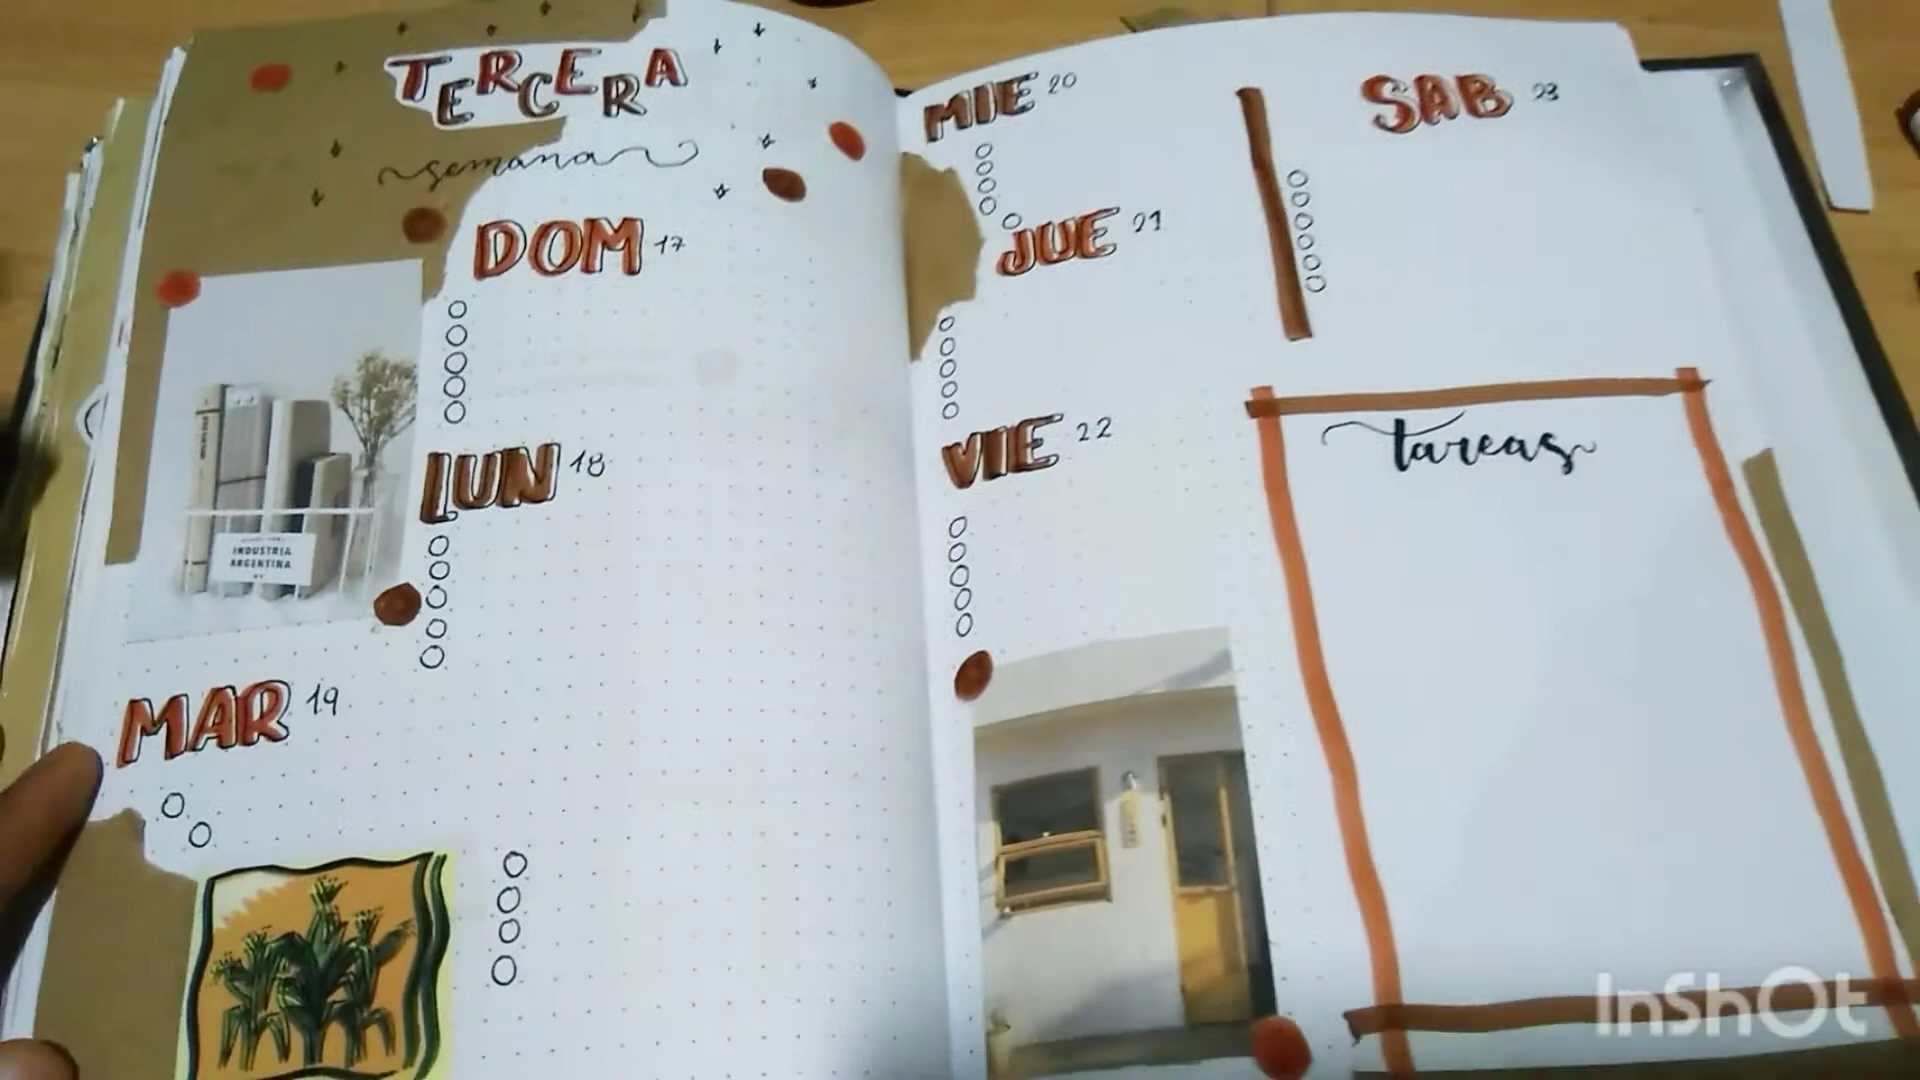 TERCERA
semana
DOM 17
INDUSTRIA
ARGENTINA
LUN 18
MAR 19
MIE 20
JUE 21
VIE 22
SAB 23
tareas
InShOt